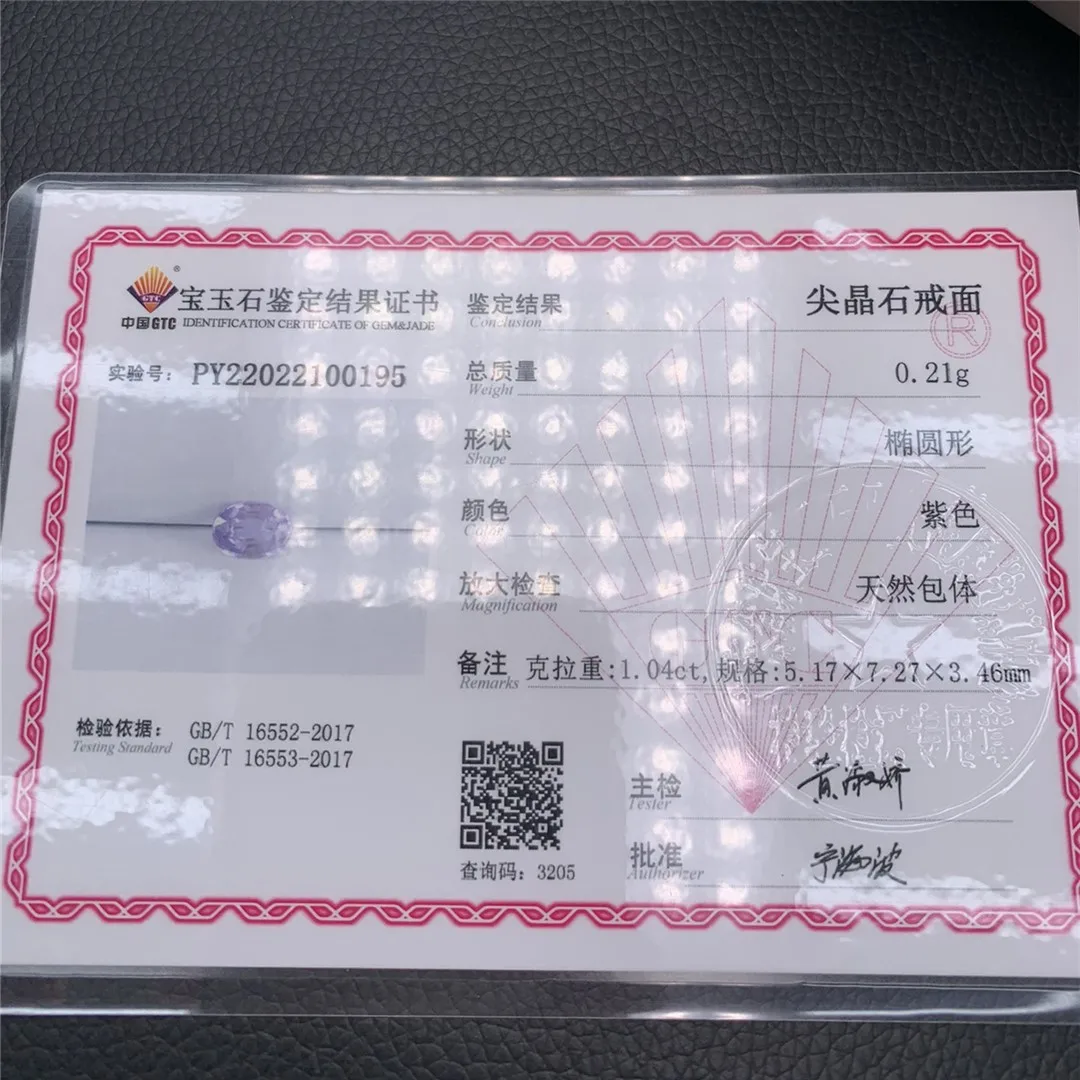 宝玉石鉴定结果证书
IDENTIFICATION CERTIFICATE OF GEM&JADE
GTC
中国GTC
®
实验号: PY22022100195
鉴定结果 尖晶石戒面
Conclusion
R
总质量 0.21g
Weight
形状 椭圆形
Shape
颜色 紫色
Color
放大检查 天然包体
Magnification
备注 克拉重:1.04ct,规格:5.17×7.27×3.46mm
Remarks
检验依据: GB/T 16552-2017
Testing Standard GB/T 16553-2017
查询码: 3205
主检
Tester
批准 宁海波
Authorizer